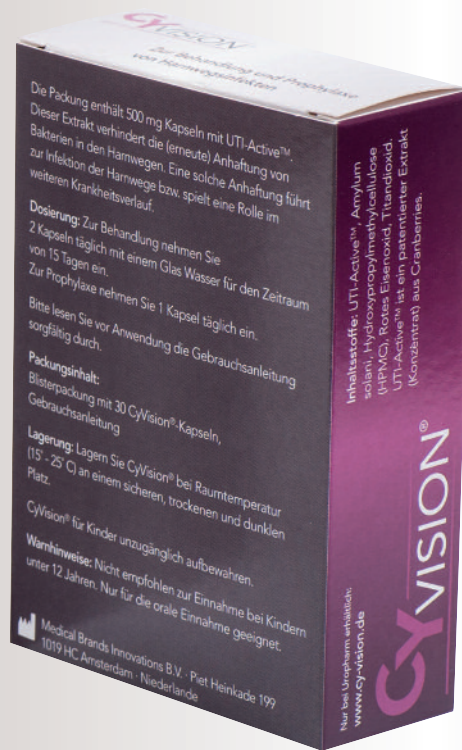 CYVISION
Zur Behandlung und Prophylaxe
von Harnwegsinfekten
Die Packung enthält 500 mg Kapseln mit UTI-Active™.
Dieser Extrakt verhindert die (erneute) Anhaftung von
Bakterien in den Harnwegen. Eine solche Anhaftung führt
zur Infektion der Harnwege bzw. spielt eine Rolle im
weiteren Krankheitsverlauf.
Dosierung: Zur Behandlung nehmen Sie
2 Kapseln täglich mit einem Glas Wasser für den Zeitraum
von 15 Tagen ein.
Zur Prophylaxe nehmen Sie 1 Kapsel täglich ein.
Bitte lesen Sie vor Anwendung die Gebrauchsanleitung
sorgfältig durch.
Packungsinhalt:
Blisterpackung mit 30 CyVision®-Kapseln,
Gebrauchsanleitung
Lagerung: Lagern Sie CyVision® bei Raumtemperatur
(15° - 25° C) an einem sicheren, trockenen und dunklen
Platz.
CyVision® für Kinder unzugänglich aufbewahren.
Warnhinweise: Nicht empfohlen zur Einnahme bei Kindern
unter 12 Jahren. Nur für die orale Einnahme geeignet.
Medical Brands Innovations B.V. · Piet Heinkade 199
1019 HC Amsterdam · Niederlande
Inhaltsstoffe: UTI-Active™, Amylum
solani, Hydroxypropylmethylcellulose
(HPMC), Rotes Eisenoxid, Titandioxid.
UTI-Active™ ist ein patentierter Extrakt
(Konzentrat) aus Cranberries.
CYVISION®
Nur bei Uropharm erhältlich:
www.cy-vision.de